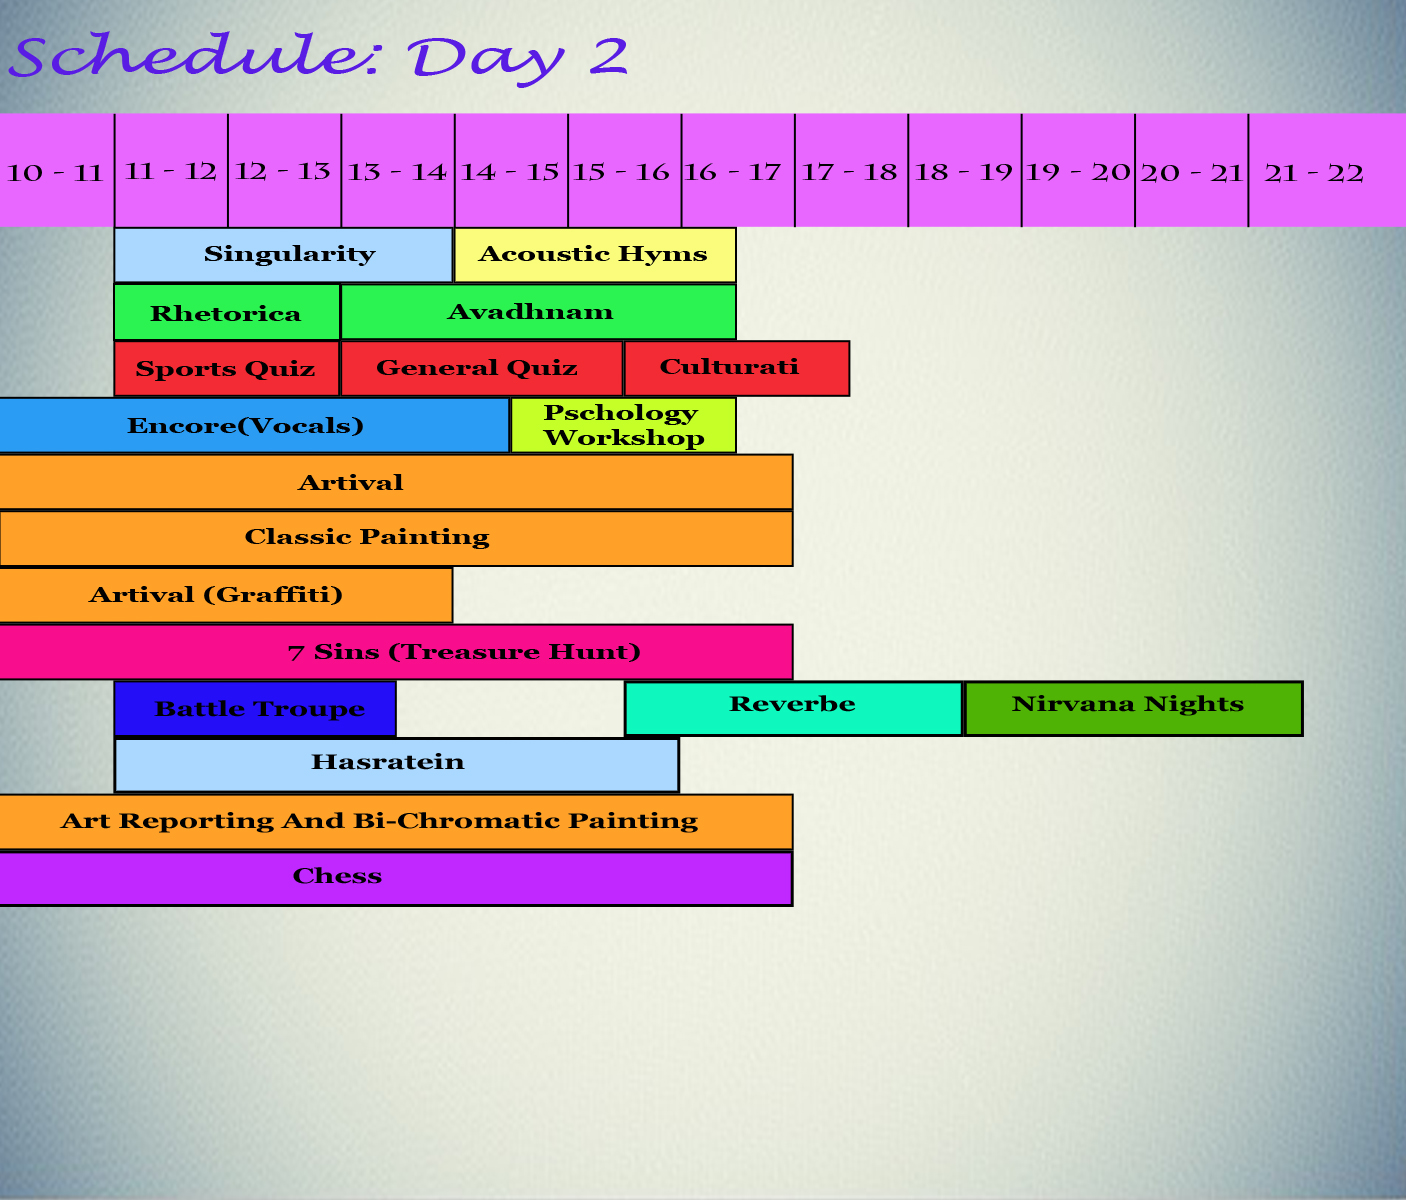 Schedule: Day 2
10 - 11 11 - 12 12 - 13 13 - 14 14 - 15 15 - 16 16 - 17 17 - 18 18 - 19 19 - 20 20 - 21 21 - 22
Singularity Acoustic Hyms
Rhetorica Avadhnam
Sports Quiz General Quiz Culturati
Encore(Vocals) Pschology
Workshop
Artival
Classic Painting
Artival (Graffiti)
7 Sins (Treasure Hunt)
Battle Troupe Reverbe Nirvana Nights
Hasratein
Art Reporting And Bi-Chromatic Painting
Chess